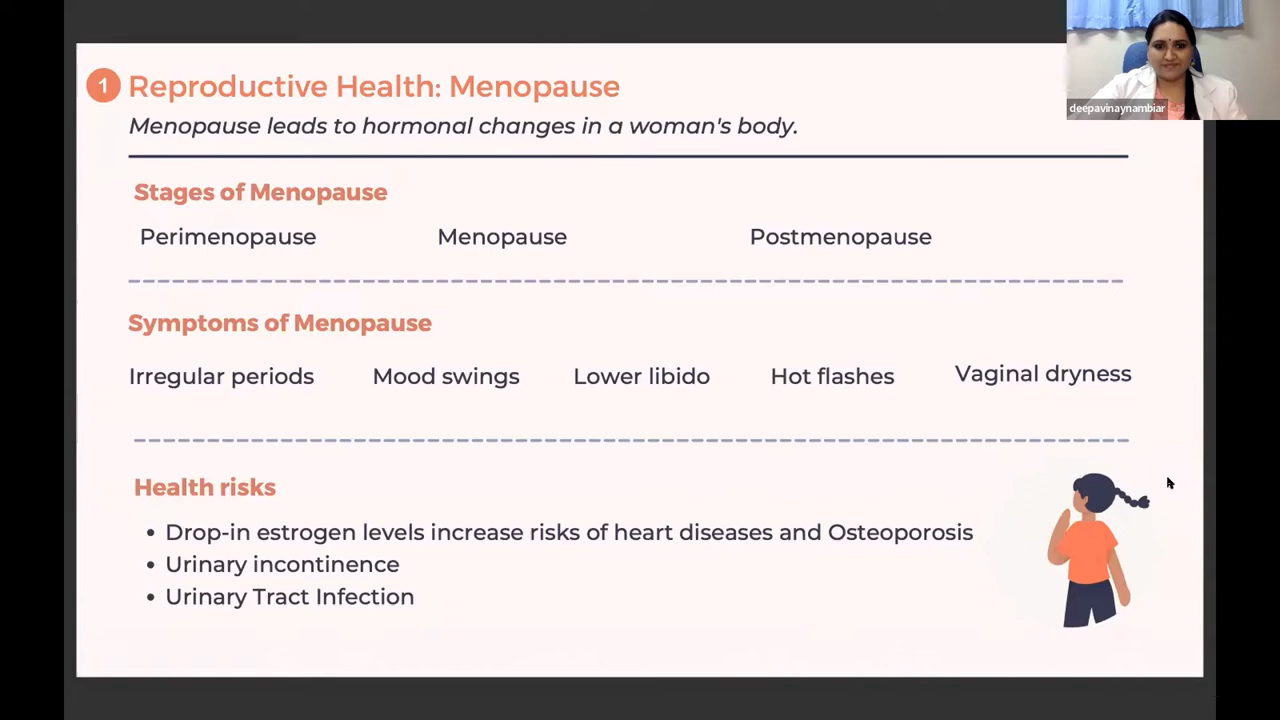 1 Reproductive Health: Menopause
Menopause leads to hormonal changes in a woman's body.
deepavinaynambiar
Stages of Menopause
Perimenopause Menopause Postmenopause
Symptoms of Menopause
Irregular periods Mood swings Lower libido Hot flashes Vaginal dryness
Health risks
• Drop-in estrogen levels increase risks of heart diseases and Osteoporosis
• Urinary incontinence
• Urinary Tract Infection